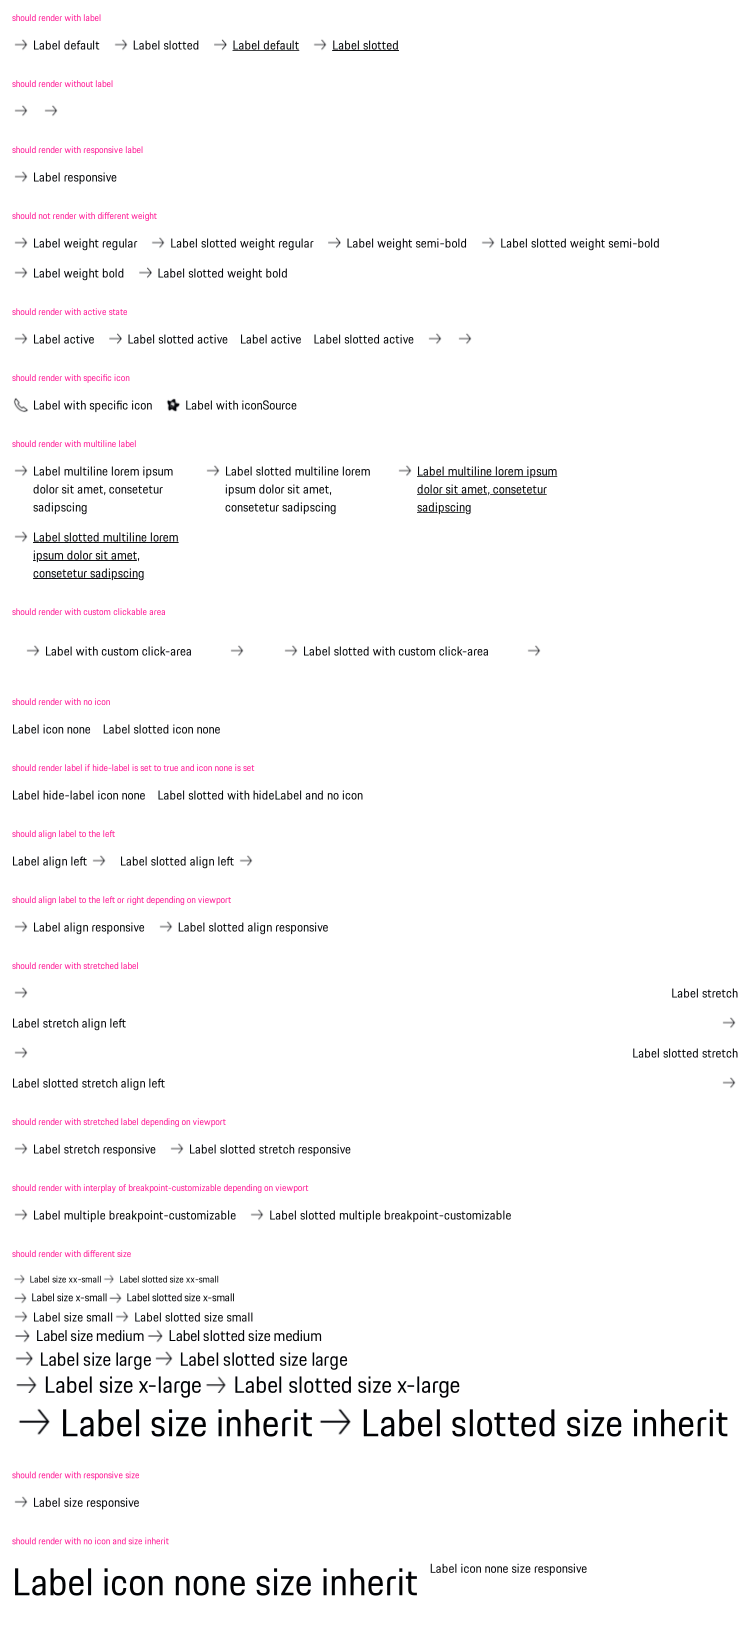 should render with label
Label default Label slotted Label default Label slotted
should render without label
should render with responsive label
Label responsive
should not render with different weight
Label weight regular Label slotted weight regular Label weight semi-bold Label slotted weight semi-bold
Label weight bold Label slotted weight bold
should render with active state
Label active Label slotted active Label active Label slotted active
should render with specific icon
Label with specific icon Label with iconSource
should render with multiline label
Label multiline lorem ipsum Label slotted multiline lorem Label multiline lorem ipsum
dolor sit amet, consetetur ipsum dolor sit amet, dolor sit amet, consetetur
sadipscing consetetur sadipscing sadipscing
Label slotted multiline lorem
ipsum dolor sit amet,
consetetur sadipscing
should render with custom clickable area
Label with custom click-area Label slotted with custom click-area
should render with no icon
Label icon none Label slotted icon none
should render label if hide-label is set to true and icon none is set
Label hide-label icon none Label slotted with hideLabel and no icon
should align label to the left
Label align left Label slotted align left
should align label to the left or right depending on viewport
Label align responsive Label slotted align responsive
should render with stretched label
Label stretch
Label stretch align left
Label slotted stretch
Label slotted stretch align left
should render with stretched label depending on viewport
Label stretch responsive Label slotted stretch responsive
should render with interplay of breakpoint-customizable depending on viewport
Label multiple breakpoint-customizable Label slotted multiple breakpoint-customizable
should render with different size
Label size xx-small Label slotted size xx-small
Label size x-small Label slotted size x-small
Label size small Label slotted size small
Label size medium Label slotted size medium
Label size large Label slotted size large
Label size x-large Label slotted size x-large
Label size inherit Label slotted size inherit
should render with responsive size
Label size responsive
should render with no icon and size inherit
Label icon none size inherit Label icon none size responsive